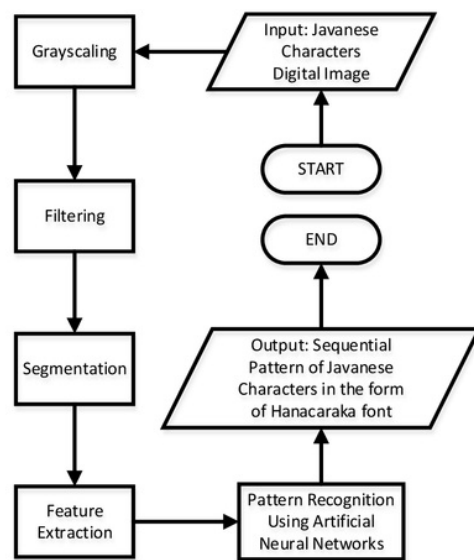 START
Input: Javanese
Characters
Digital Image
Grayscaling
Filtering
Segmentation
Feature
Extraction
Pattern Recognition
Using Artificial
Neural Networks
Output: Sequential
Pattern of Javanese
Characters in the form
of Hanacaraka font
END